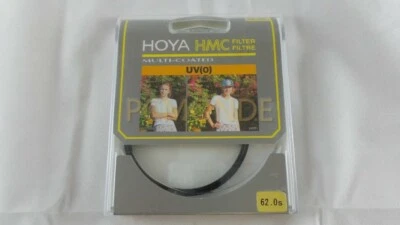 HOYA HMC FILTER
FILTRE
MULTI-COATED
UV(0)
62.0s